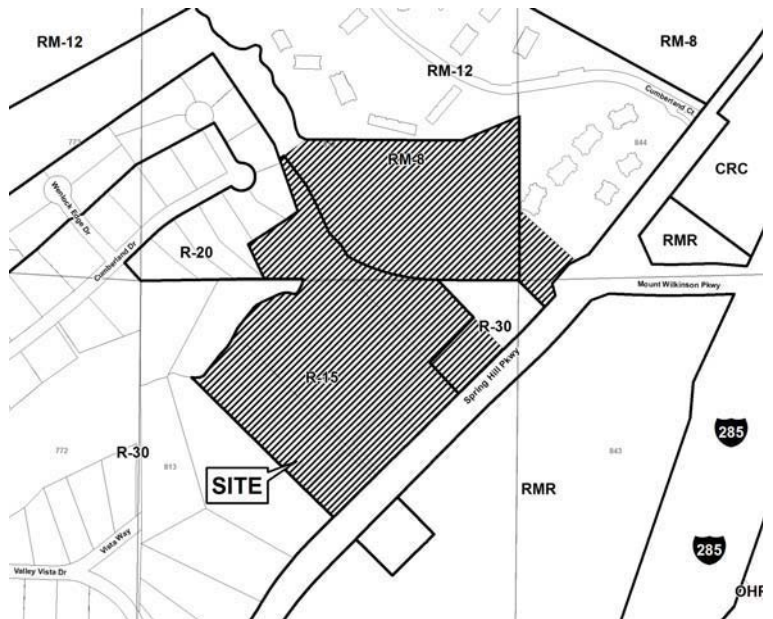 RM-12
RM-8
RM-12
Cumberland Ct
844
CRC
RM-8
Wenlock Edge Dr
Cumberland Dr
R-20
RMR
Mount Wilkinson Pkwy
R-30
Spring Hill Pkwy
R-15
285
772
R-30
813
843
SITE
RMR
Vista Way
285
Valley Vista Dr